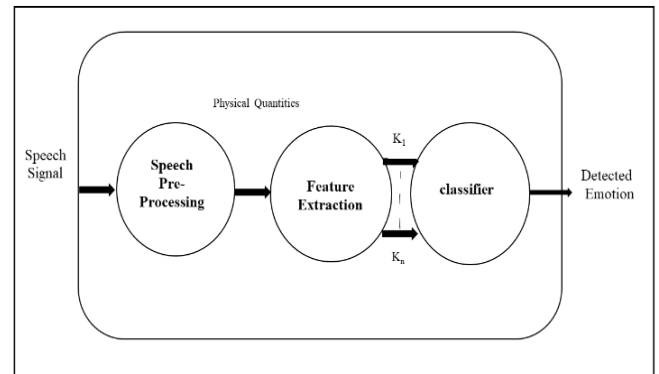 Physical Quantities
Speech
Signal
Speech
Pre-
Processing
Feature
Extraction
K1
Kn
classifier
Detected
Emotion